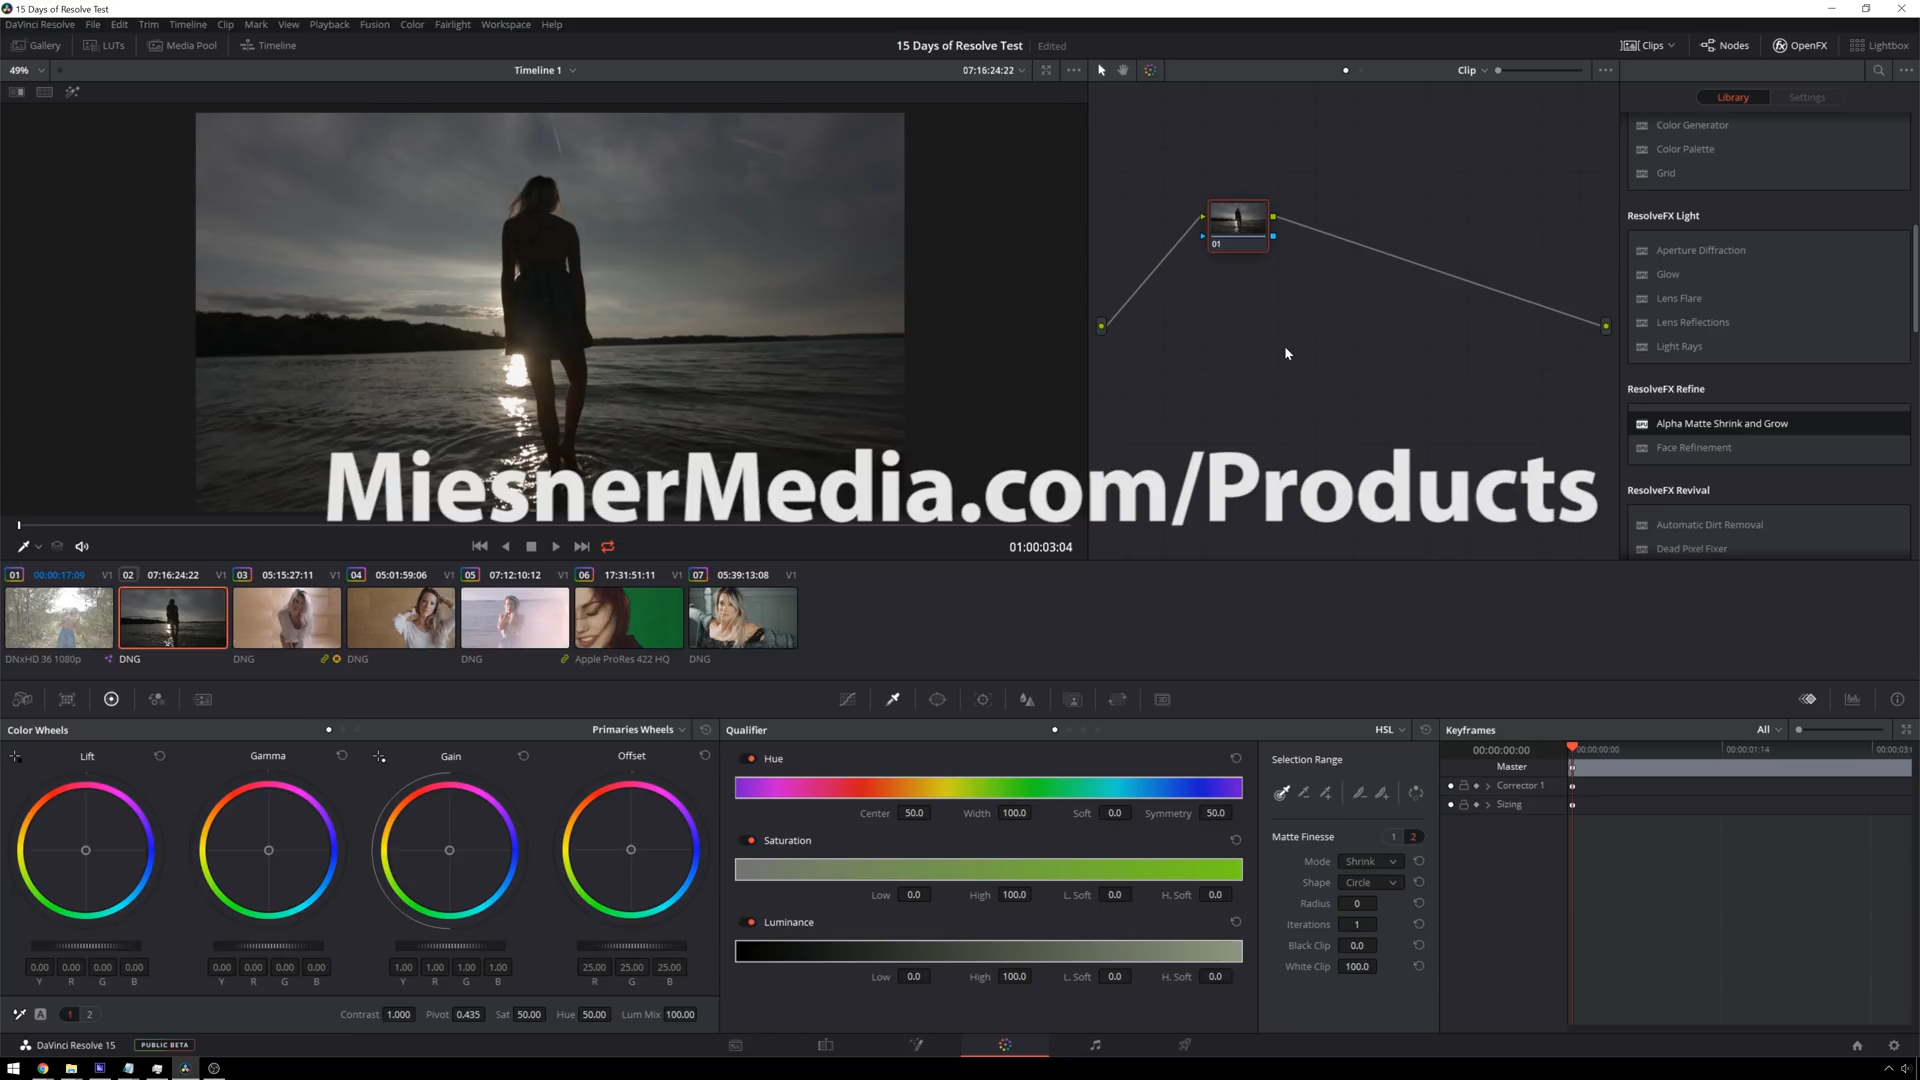 15 Days of Resolve Test
DaVinci Resolve File Edit Trim Timeline Clip Mark View Playback Fusion Color Fairlight Workspace Help
Gallery LUTs Media Pool Timeline 15 Days of Resolve Test Edited Clips Nodes OpenFX Lightbox
49% Timeline 1 07:16:24:22 Clip
Library Settings
Color Generator
Color Palette
Grid
ResolveFX Light
01
Aperture Diffraction
Glow
Lens Flare
Lens Reflections
Light Rays
ResolveFX Refine
Alpha Matte Shrink and Grow
Face Refinement
MiesnerMedia.com/Products
ResolveFX Revival
Automatic Dirt Removal
Dead Pixel Fixer
01:00:03:04
01 00:00:17:09 V1 02 07:16:24:22 V1 03 05:15:27:11 V1 04 05:01:59:06 V1 05 07:12:10:12 V1 06 17:31:51:11 V1 07 05:39:13:08 V1
DNxHD 36 1080p DNG DNG DNG DNG Apple ProRes 422 HQ DNG
Color Wheels Primaries Wheels Qualifier HSL Keyframes All
Lift Gamma Gain Offset
Hue
Center 50.0 Width 100.0 Soft 0.0 Symmetry 50.0
Saturation
Low 0.0 High 100.0 L. Soft 0.0 H. Soft 0.0
Luminance
Low 0.0 High 100.0 L. Soft 0.0 H. Soft 0.0
Selection Range
Matte Finesse 1 2
Mode Shrink
Shape Circle
Radius 0
Iterations 1
Black Clip 0.0
White Clip 100.0
00:00:00:00 00:00:00:00 00:00:01:14 00:00:03:
Master
Corrector 1
Sizing
0.00 0.00 0.00 0.00 0.00 0.00 0.00 0.00 1.00 1.00 1.00 1.00 25.00 25.00 25.00
Y R G B Y R G B Y R G B R G B
A 1 2 Contrast 1.000 Pivot 0.435 Sat 50.00 Hue 50.00 Lum Mix 100.00
DaVinci Resolve 15 PUBLIC BETA